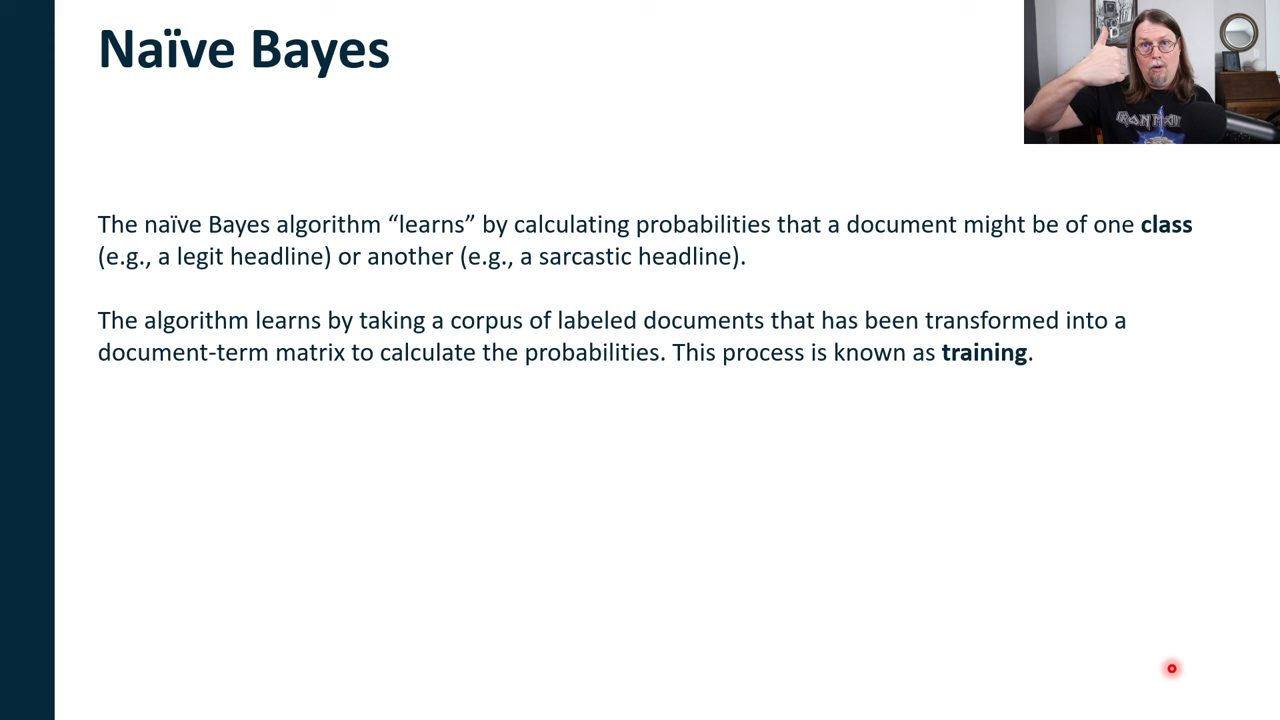 Naïve Bayes
The naïve Bayes algorithm “learns” by calculating probabilities that a document might be of one class
(e.g., a legit headline) or another (e.g., a sarcastic headline).
The algorithm learns by taking a corpus of labeled documents that has been transformed into a
document-term matrix to calculate the probabilities. This process is known as training.